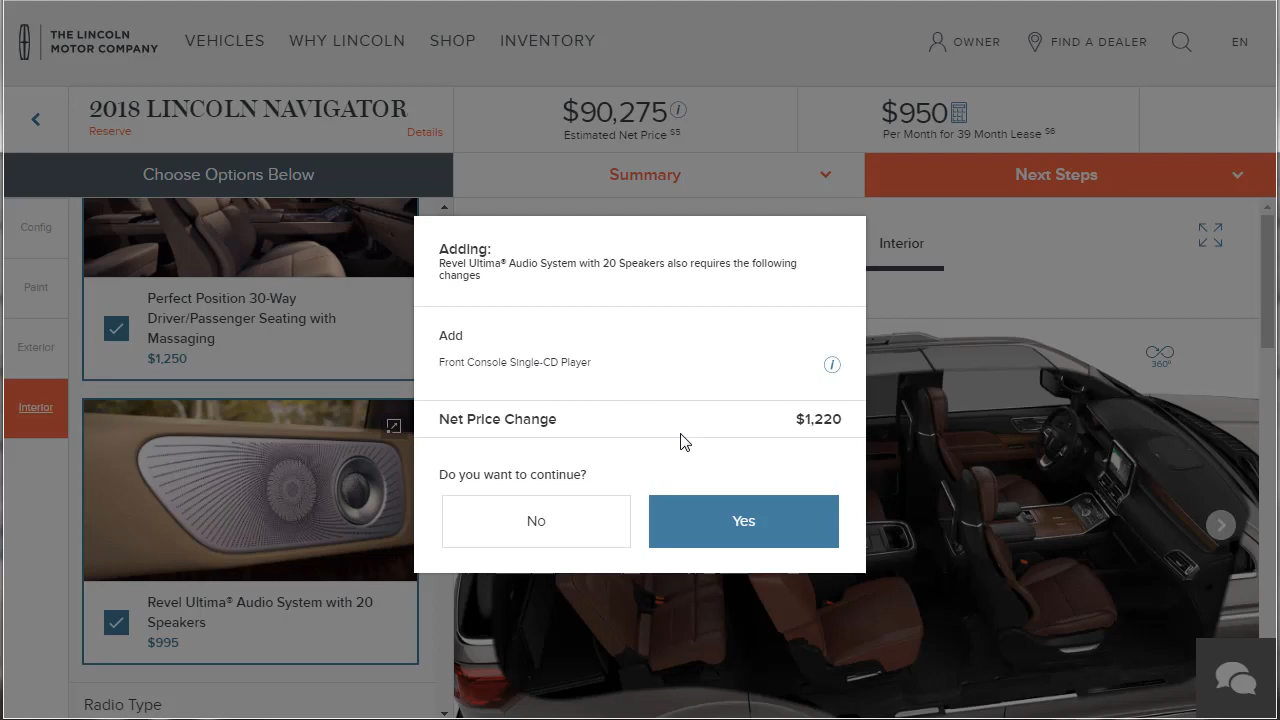 THE LINCOLN
MOTOR COMPANY
VEHICLES
WHY LINCOLN
SHOP
INVENTORY
OWNER
FIND A DEALER
EN
2018 LINCOLN NAVIGATOR
Reserve
Details
$90,275
Estimated Net Price 55
$950
Per Month for 39 Month Lease 58
Choose Options Below
Summary
Next Steps
Config
Paint
Exterior
Interior
Perfect Position 30-Way
Driver/Passenger Seating with
Massaging
$1,250
Revel Ultima® Audio System with 20
Speakers
$995
Radio Type
Interior
360º
Adding:
Revel Ultima® Audio System with 20 Speakers also requires the following
changes
Add
Front Console Single-CD Player
i
Net Price Change
$1,220
Do you want to continue?
No
Yes